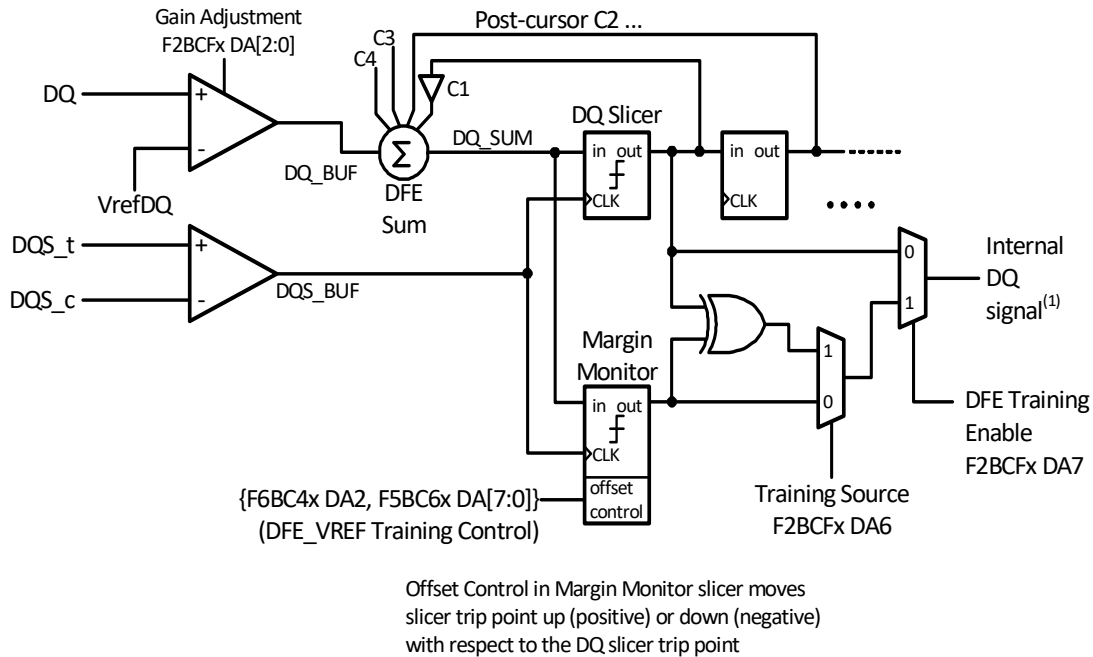 Gain Adjustment
F2BCFx DA[2:0]
Post-cursor C2 ...
C3
C4
C1
DQ
+
-
VrefDQ
DQ_BUF
Σ
DFE
Sum
DQ_SUM
DQ Slicer
in out
CLK
in out
CLK
DQS_t
+
DQS_c
-
DQS_BUF
0
1
Internal
DQ
signal(1)
Margin
Monitor
in out
CLK
offset
control
1
0
DFE Training
Enable
F2BCFx DA7
Training Source
F2BCFx DA6
{F6BC4x DA2, F5BC6x DA[7:0]}
(DFE_VREF Training Control)
Offset Control in Margin Monitor slicer moves
slicer trip point up (positive) or down (negative)
with respect to the DQ slicer trip point